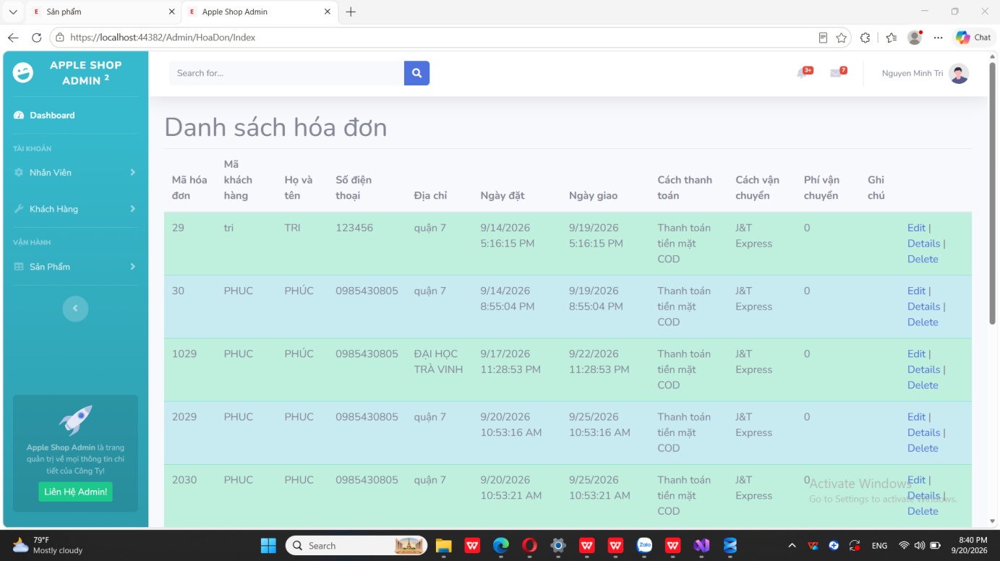 Sản phẩm
Apple Shop Admin
https://localhost:44382/Admin/HoaDon/Index
Chat
APPLE SHOP
ADMIN 2
Search for...
3+
7
Nguyen Minh Tri
Dashboard
TÀI KHOẢN
Nhân Viên
Khách Hàng
VẬN HÀNH
Sản Phẩm
Apple Shop Admin là trang
quản trị về mọi thông tin chi
tiết của Công Ty!
Liên Hệ Admin!
Danh sách hóa đơn
Mã hóa đơn Mã khách hàng Họ và tên Số điện thoại Địa chỉ Ngày đặt Ngày giao Cách thanh toán Cách vận chuyển Phí vận chuyển Ghi chú
29 tri TRI 123456 quận 7 9/14/2026 9/19/2026 Thanh toán J&T 0 Edit |
5:16:15 PM 5:16:15 PM tiền mặt Express Details |
COD Delete
30 PHUC PHÚC 0985430805 quận 7 9/14/2026 9/19/2026 Thanh toán J&T 0 Edit |
8:55:04 PM 8:55:04 PM tiền mặt Express Details |
COD Delete
1029 PHUC PHÚC 0985430805 ĐẠI HỌC 9/17/2026 9/22/2026 Thanh toán J&T 0 Edit |
TRÀ VINH 11:28:53 PM 11:28:53 PM tiền mặt Express Details |
COD Delete
2029 PHUC PHUC 0985430805 quận 7 9/20/2026 9/25/2026 Thanh toán J&T 0 Edit |
10:53:16 AM 10:53:16 AM tiền mặt Express Details |
COD Delete
2030 PHUC PHUC 0985430805 quận 7 9/20/2026 9/25/2026 Thanh toán J&T 0 Edit |
10:53:21 AM 10:53:21 AM tiền mặt Express Details |
COD Delete
Activate Windows
Go to Settings to activate Windows.
79°F
Mostly cloudy
Search
Zalo
ENG
8:40 PM
9/20/2026